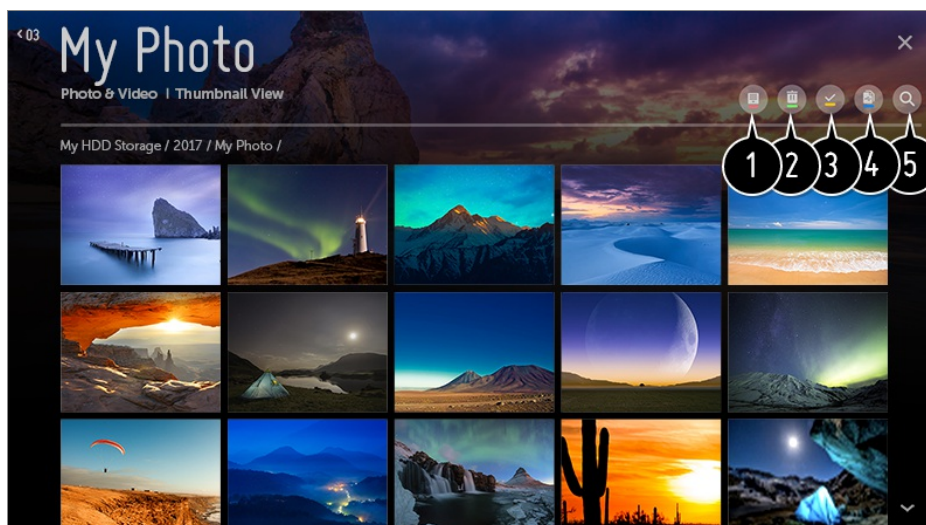 03
My Photo
Photo & Video | Thumbnail View
My HDD Storage / 2017 / My Photo /
1 2 3 4 5